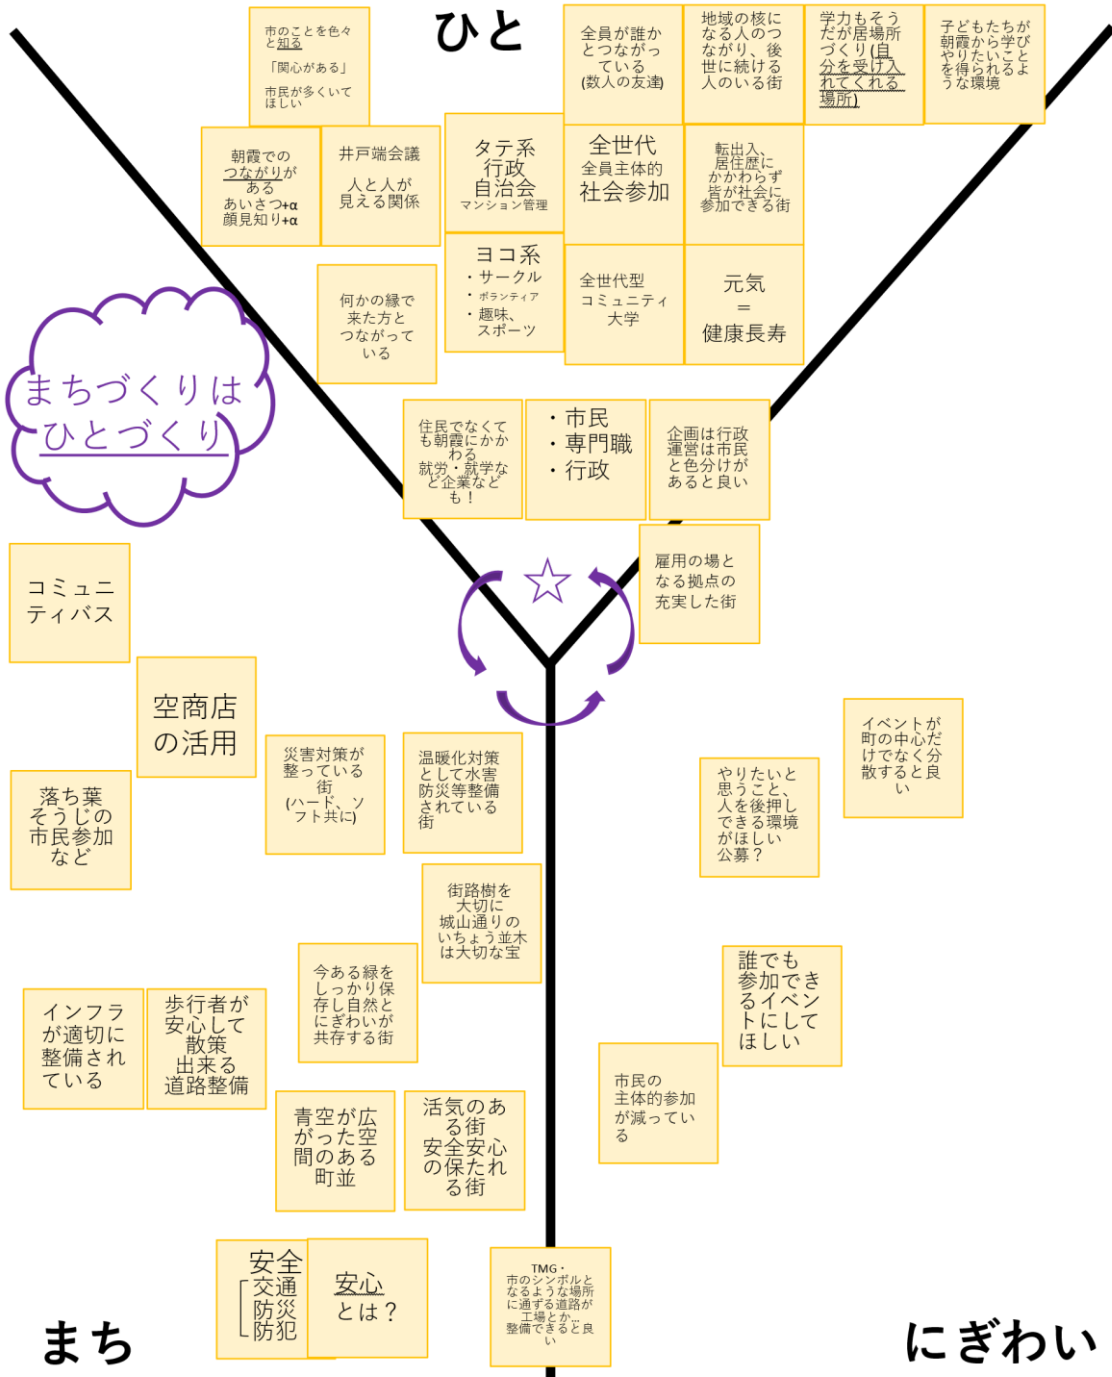 ひと
市のことを色々
と知る
「関心がある」
市民が多くいて
ほしい
全員が誰か
とつながっ
ている
(数人の友達)
地域の核に
なる人のつ
ながり、後
世に続ける
人のいる街
学力もそう
だが居場所
づくり(自
分を受け入
れてくれる
場所)
子どもたちが
朝霞から学び
やりたいこと
を得られるよ
うな環境
朝霞での
つながりが
ある
あいさつ+α
顔見知り+α
井戸端会議
人と人が
見える関係
タテ系
行政
自治会
マンション管理
全世代
全員主体的
社会参加
転出入、
居住歴に
かかわらず
皆が社会に
参加できる街
何かの縁で
来た方と
つながって
いる
ヨコ系
・サークル
・ボランティア
・趣味、
スポーツ
全世代型
コミュニティ
大学
元気
=
健康長寿
まちづくりは
ひとづくり
住民でなくて
も朝霞にかか
わる
就労・就学な
ど企業など
も！
・市民
・専門職
・行政
企画は行政
運営は市民
と色分けが
あると良い
雇用の場と
なる拠点の
充実した街
☆
コミュニ
ティバス
空商店
の活用
落ち葉
そうじの
市民参加
など
災害対策が
整っている
街
(ハード、ソ
フト共に)
温暖化対策
として水害
防災等整備
されている
街
街路樹を
大切に
城山通りの
いちょう並木
は大切な宝
今ある緑を
しっかり保
存し自然と
にぎわいが
共存する街
インフラ
が適切に
整備され
ている
歩行者が
安心して
散策
出来る
道路整備
青空が広
がった空
間のある
町並
活気のあ
る街
安全安心
の保たれ
る街
安全
交通
防災
防犯
安心
とは？
まち
イベントが
町の中心だ
けでなく分
散すると良
い
やりたいと
思うこと、
人を後押し
できる環境
がほしい
公募？
誰でも
参加でき
るイベン
トにして
ほしい
市民の
主体的参加
が減ってい
る
TMG・
市のシンボルと
なるような場所
に通ずる道路が
工場とか…
整備できると良
い
にぎわい